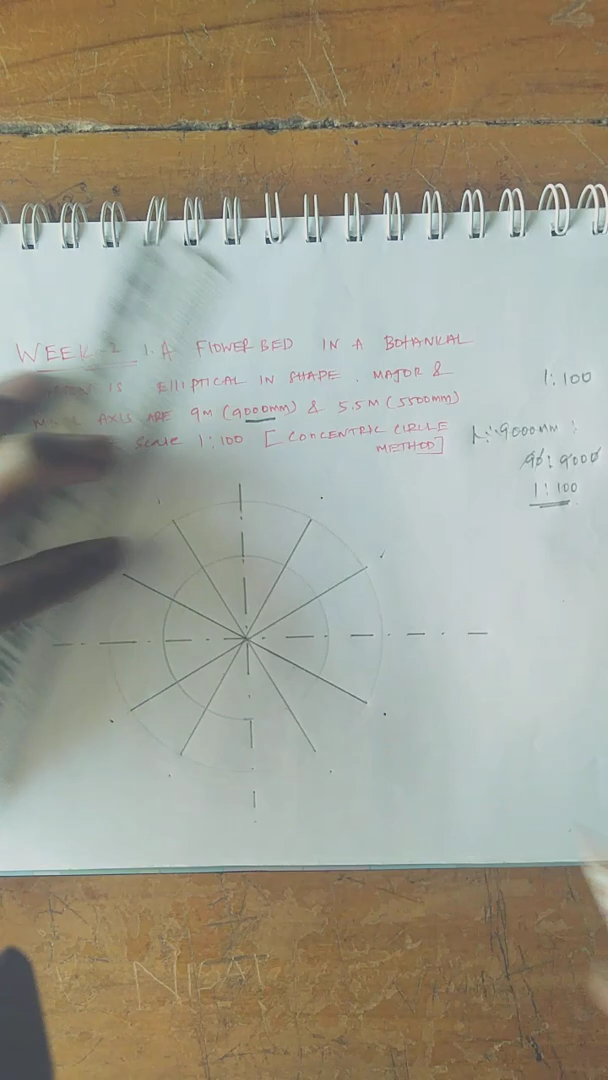 WEEK-2 1. A FLOWER BED IN A BOTANICAL
IS ELLIPTICAL IN SHAPE. MAJOR &
AXIS ARE 9M (9000mm) & 5.5M (5500MM)
Scale 1:100 [CONCENTRIC CIRCLE
METHOD]
1:100
9000MM :
90:9000
1:100
NIPAT